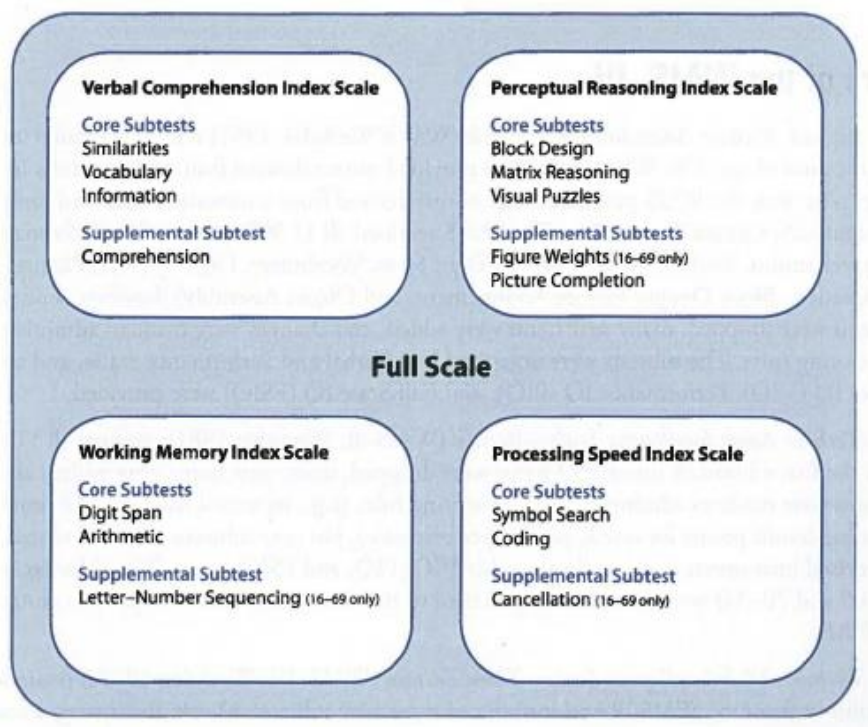 Verbal Comprehension Index Scale
Core Subtests
Similarities
Vocabulary
Information
Supplemental Subtest
Comprehension
Perceptual Reasoning Index Scale
Core Subtests
Block Design
Matrix Reasoning
Visual Puzzles
Supplemental Subtests
Figure Weights (16–69 only)
Picture Completion
Full Scale
Working Memory Index Scale
Core Subtests
Digit Span
Arithmetic
Supplemental Subtest
Letter–Number Sequencing (16–69 only)
Processing Speed Index Scale
Core Subtests
Symbol Search
Coding
Supplemental Subtest
Cancellation (16–69 only)